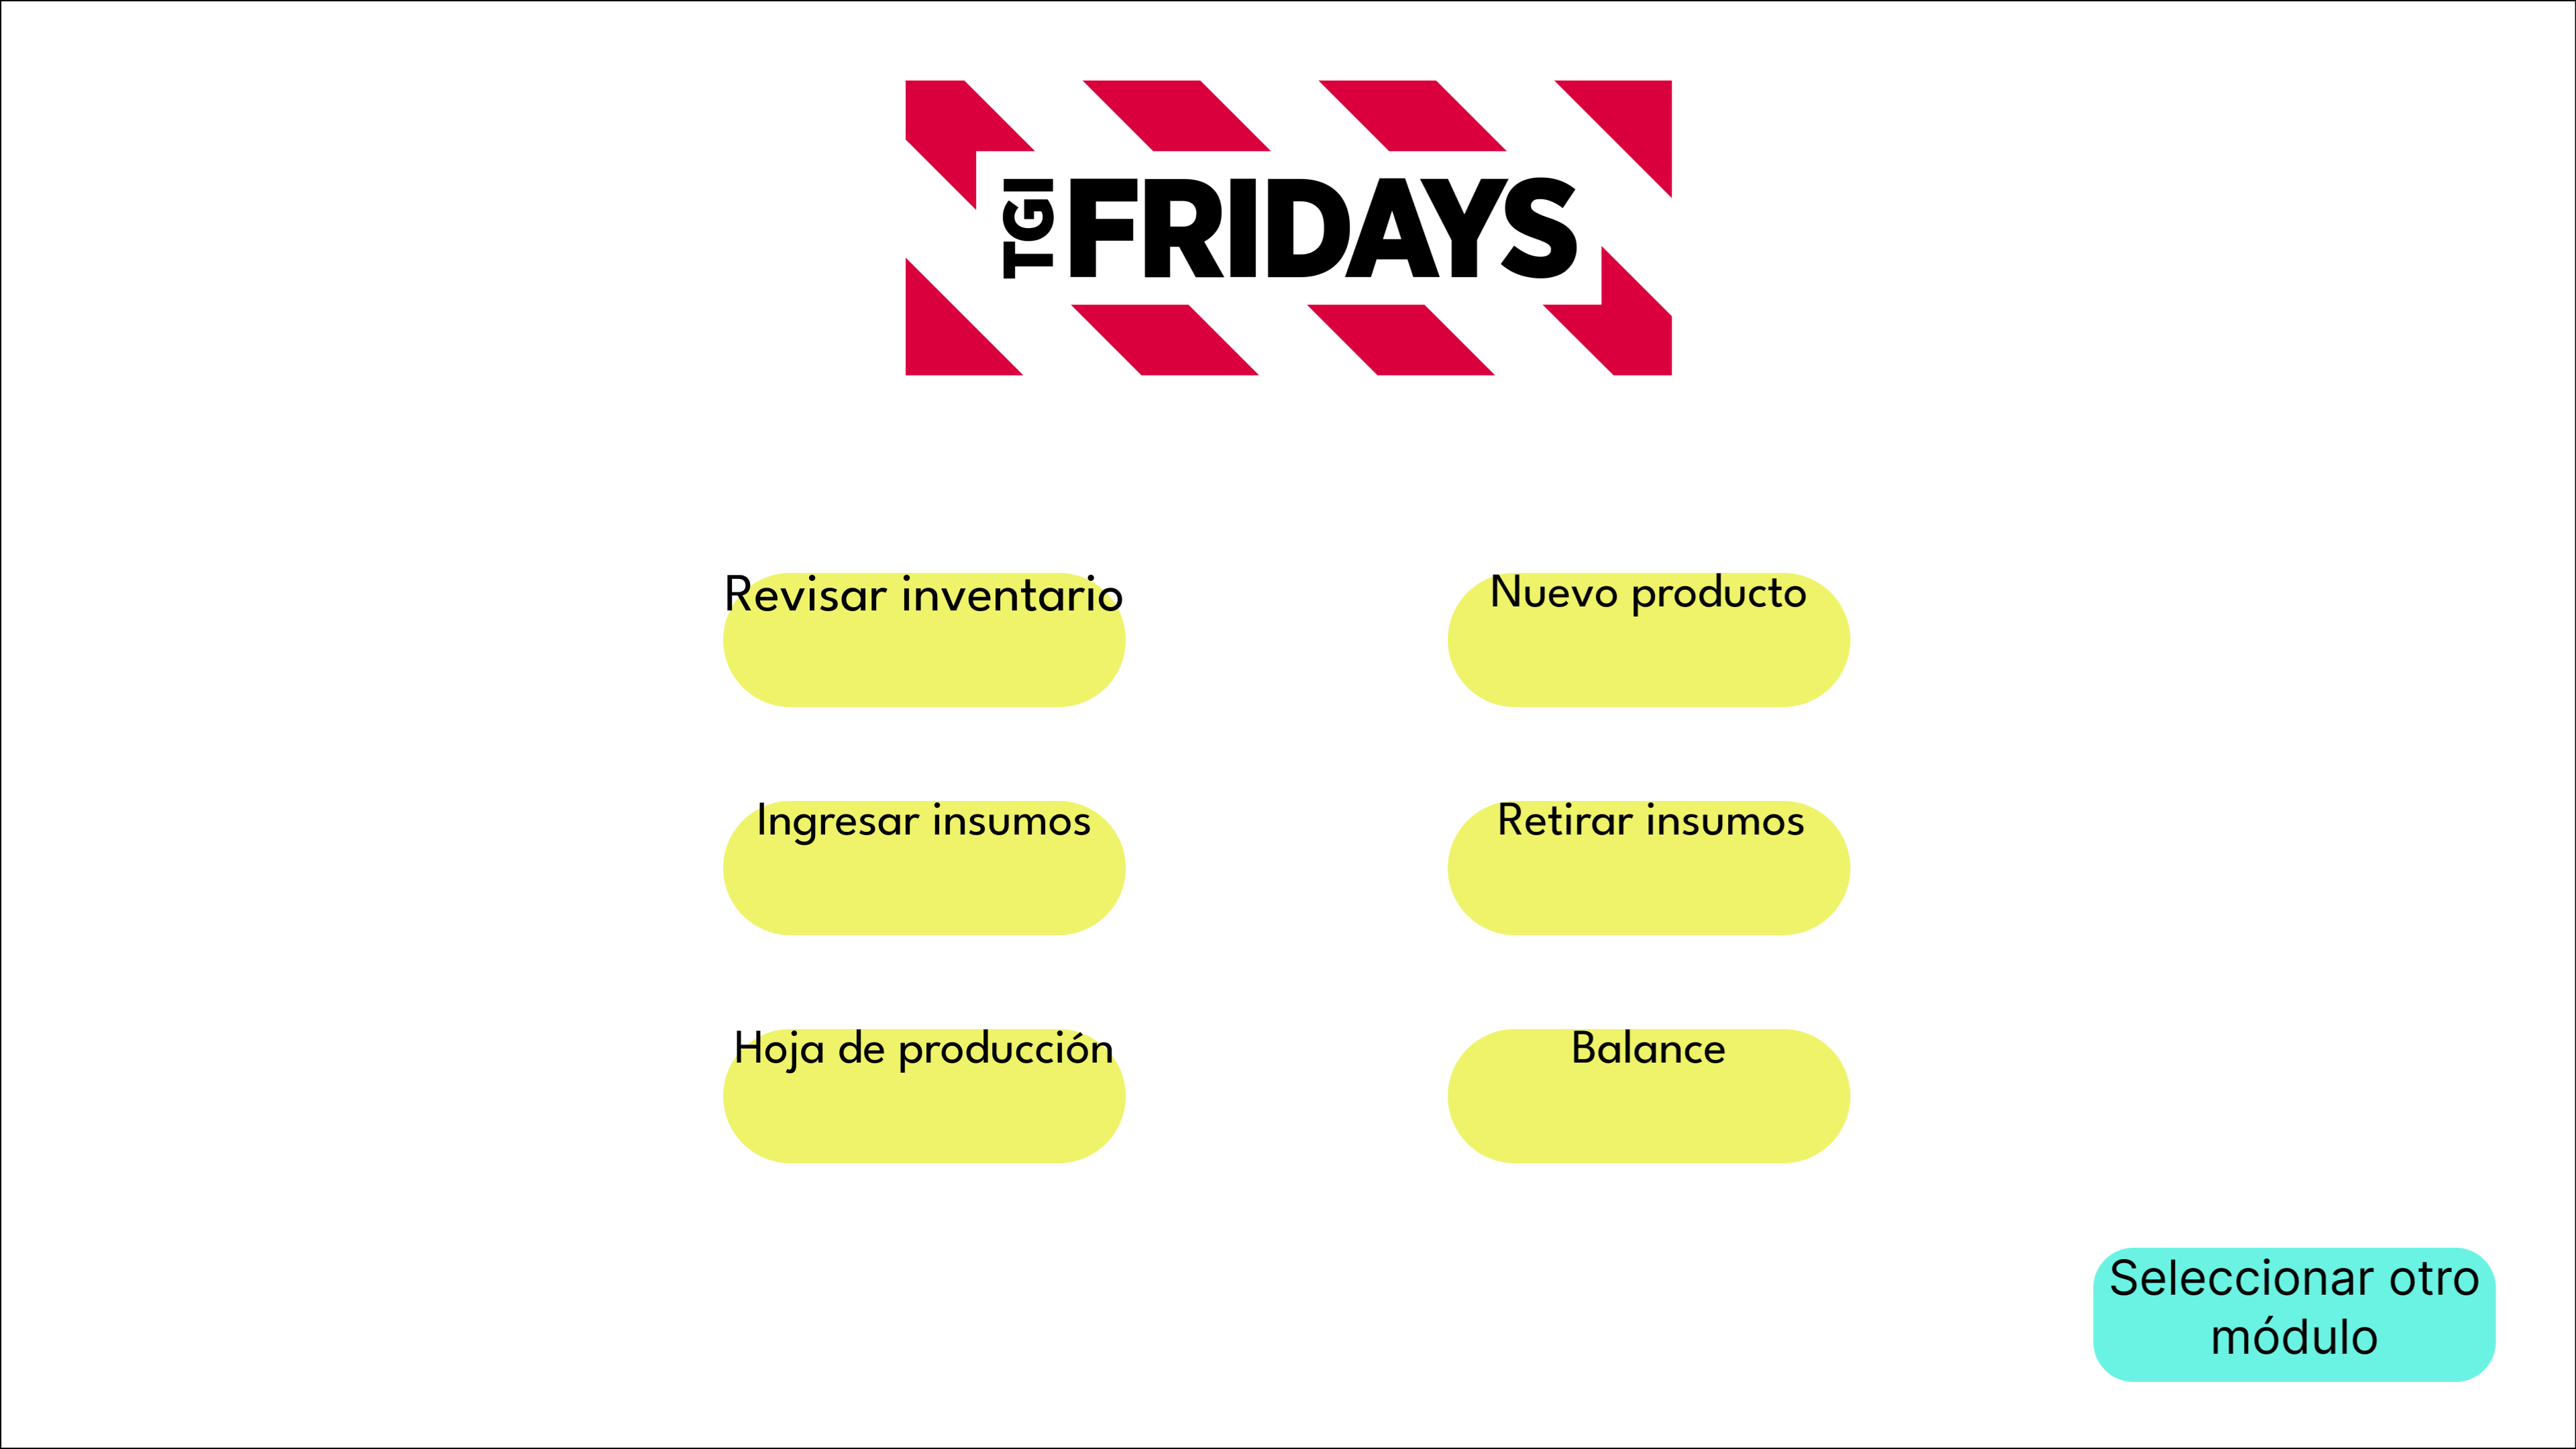 TGI FRIDAYS
Revisar inventario
Nuevo producto
Ingresar insumos
Retirar insumos
Hoja de producción
Balance
Seleccionar otro
módulo